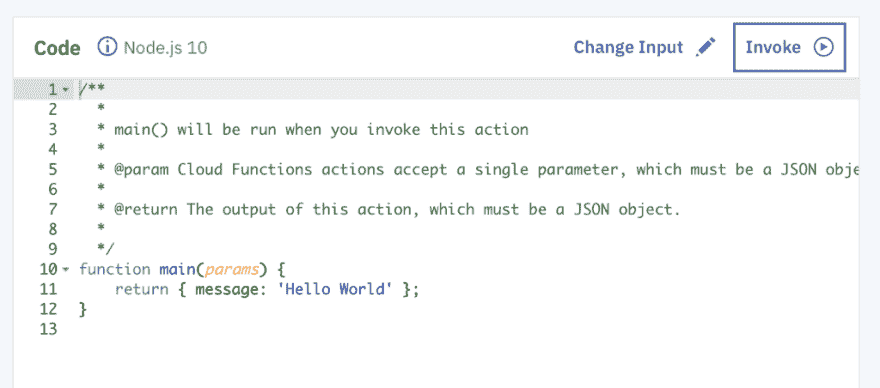 Code Node.js 10 Change Input Invoke
1 /**
2 *
3 * main() will be run when you invoke this action
4 *
5 * @param Cloud Functions actions accept a single parameter, which must be a JSON obje
6 *
7 * @return The output of this action, which must be a JSON object.
8 *
9 */
10 function main(params) {
11 return { message: 'Hello World' };
12 }
13